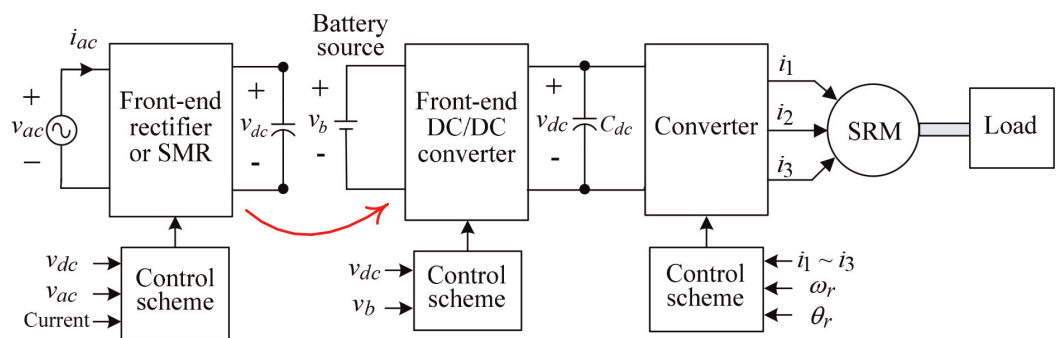 i_ac
+
v_ac
−
Front-end
rectifier
or SMR
+
v_dc
-
Control
scheme
v_dc
v_ac
Current
Battery
source
+
v_b
-
Front-end
DC/DC
converter
+
v_dc
-
C_dc
Control
scheme
v_dc
v_b
Converter
i_1
i_2
i_3
SRM
Load
Control
scheme
i_1 ~ i_3
ω_r
θ_r